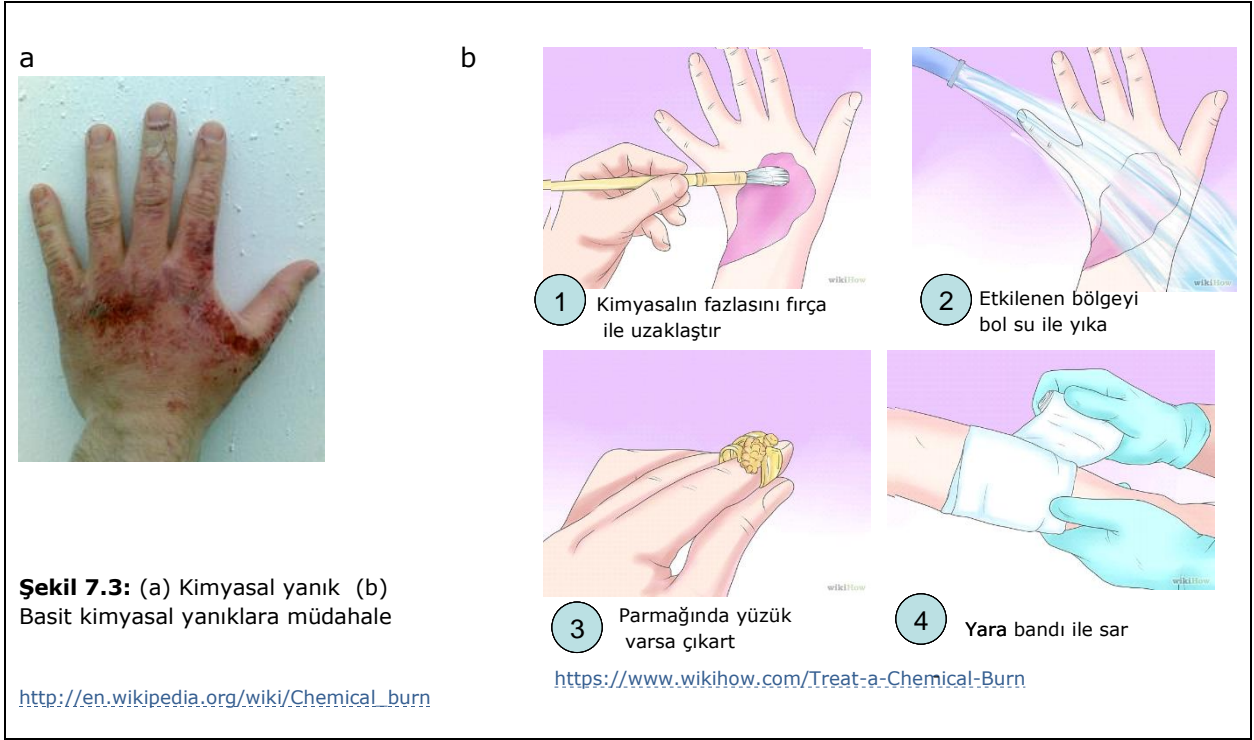 a
b
wikiHow
wikiHow
1
Kimyasalın fazlasını fırça
ile uzaklaştır
2
Etkilenen bölgeyi
bol su ile yıka
wikiHow
wikiHow
3
Parmağında yüzük
varsa çıkart
4
Yara bandı ile sar
Şekil 7.3: (a) Kimyasal yanık (b)
Basit kimyasal yanıklara müdahale
http://en.wikipedia.org/wiki/Chemical_burn
https://www.wikihow.com/Treat-a-Chemical-Burn